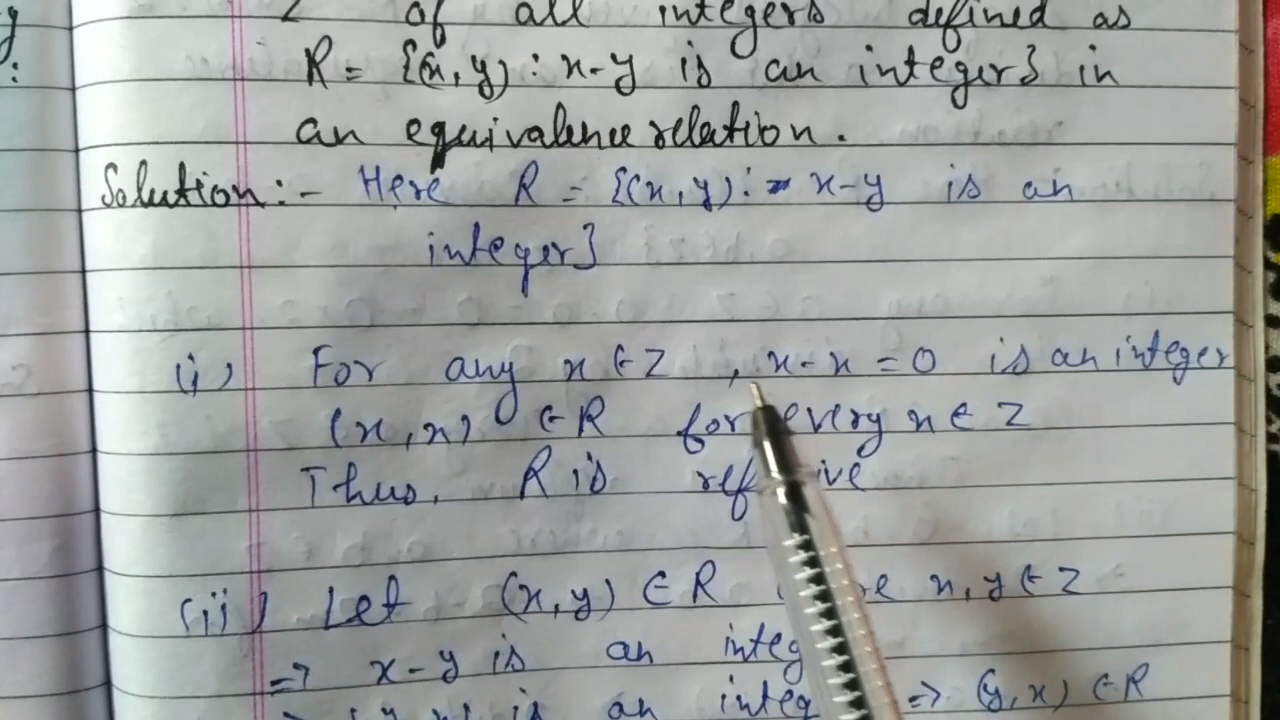 Z of all integers defined as
R = {(x,y) : x-y is an integer} in
an equivalence relation.
Solution:- Here R = {(x,y) :- x-y is an
integer}
(i) For any x ∈ Z , x-x = 0 is an integer
(x,x) ∈ R for every x ∈ Z
Thus, R is
(ii) Let (x,y) ∈ R x,y ∈ Z
=> x-y is an
is an => (y,x) ∈ R